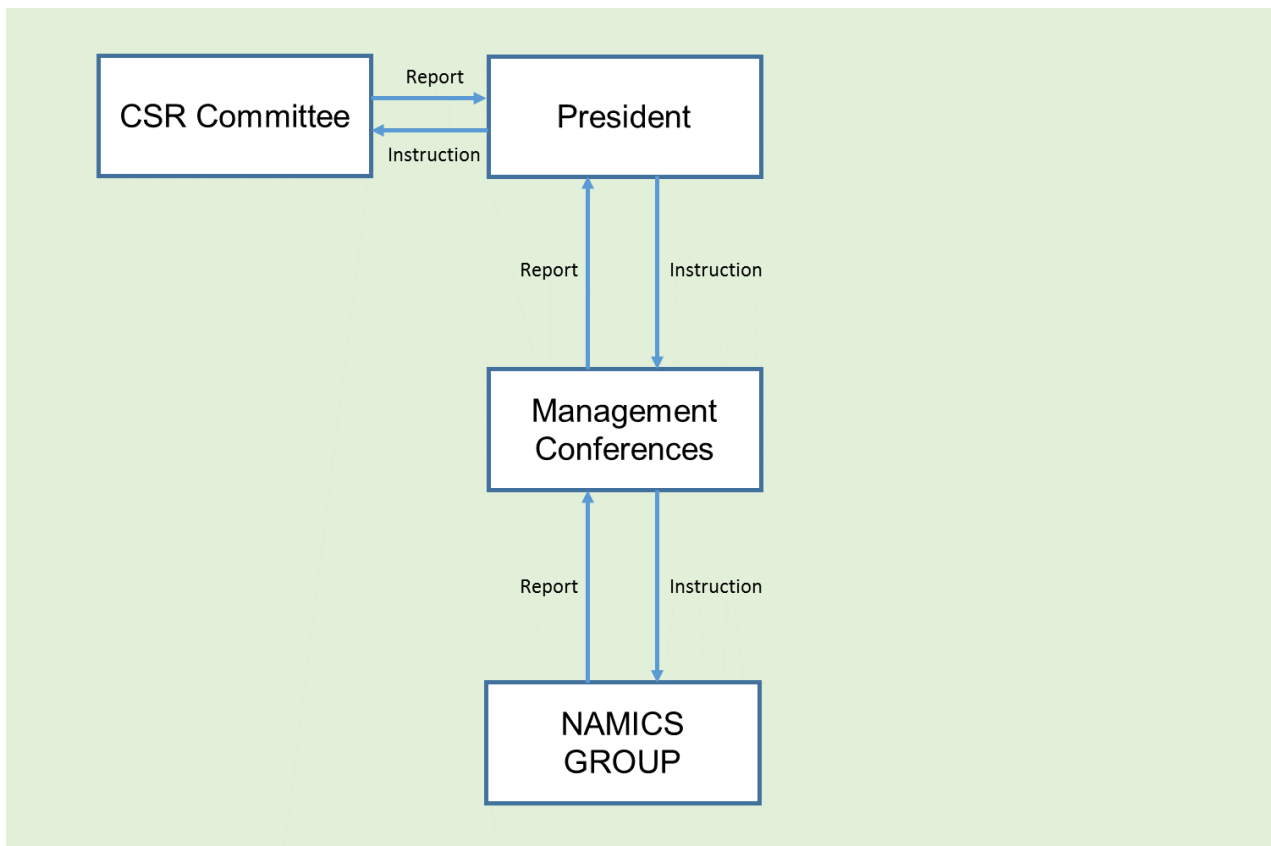 Report
CSR Committee
President
Instruction
Report
Instruction
Management
Conferences
Report
Instruction
NAMICS
GROUP